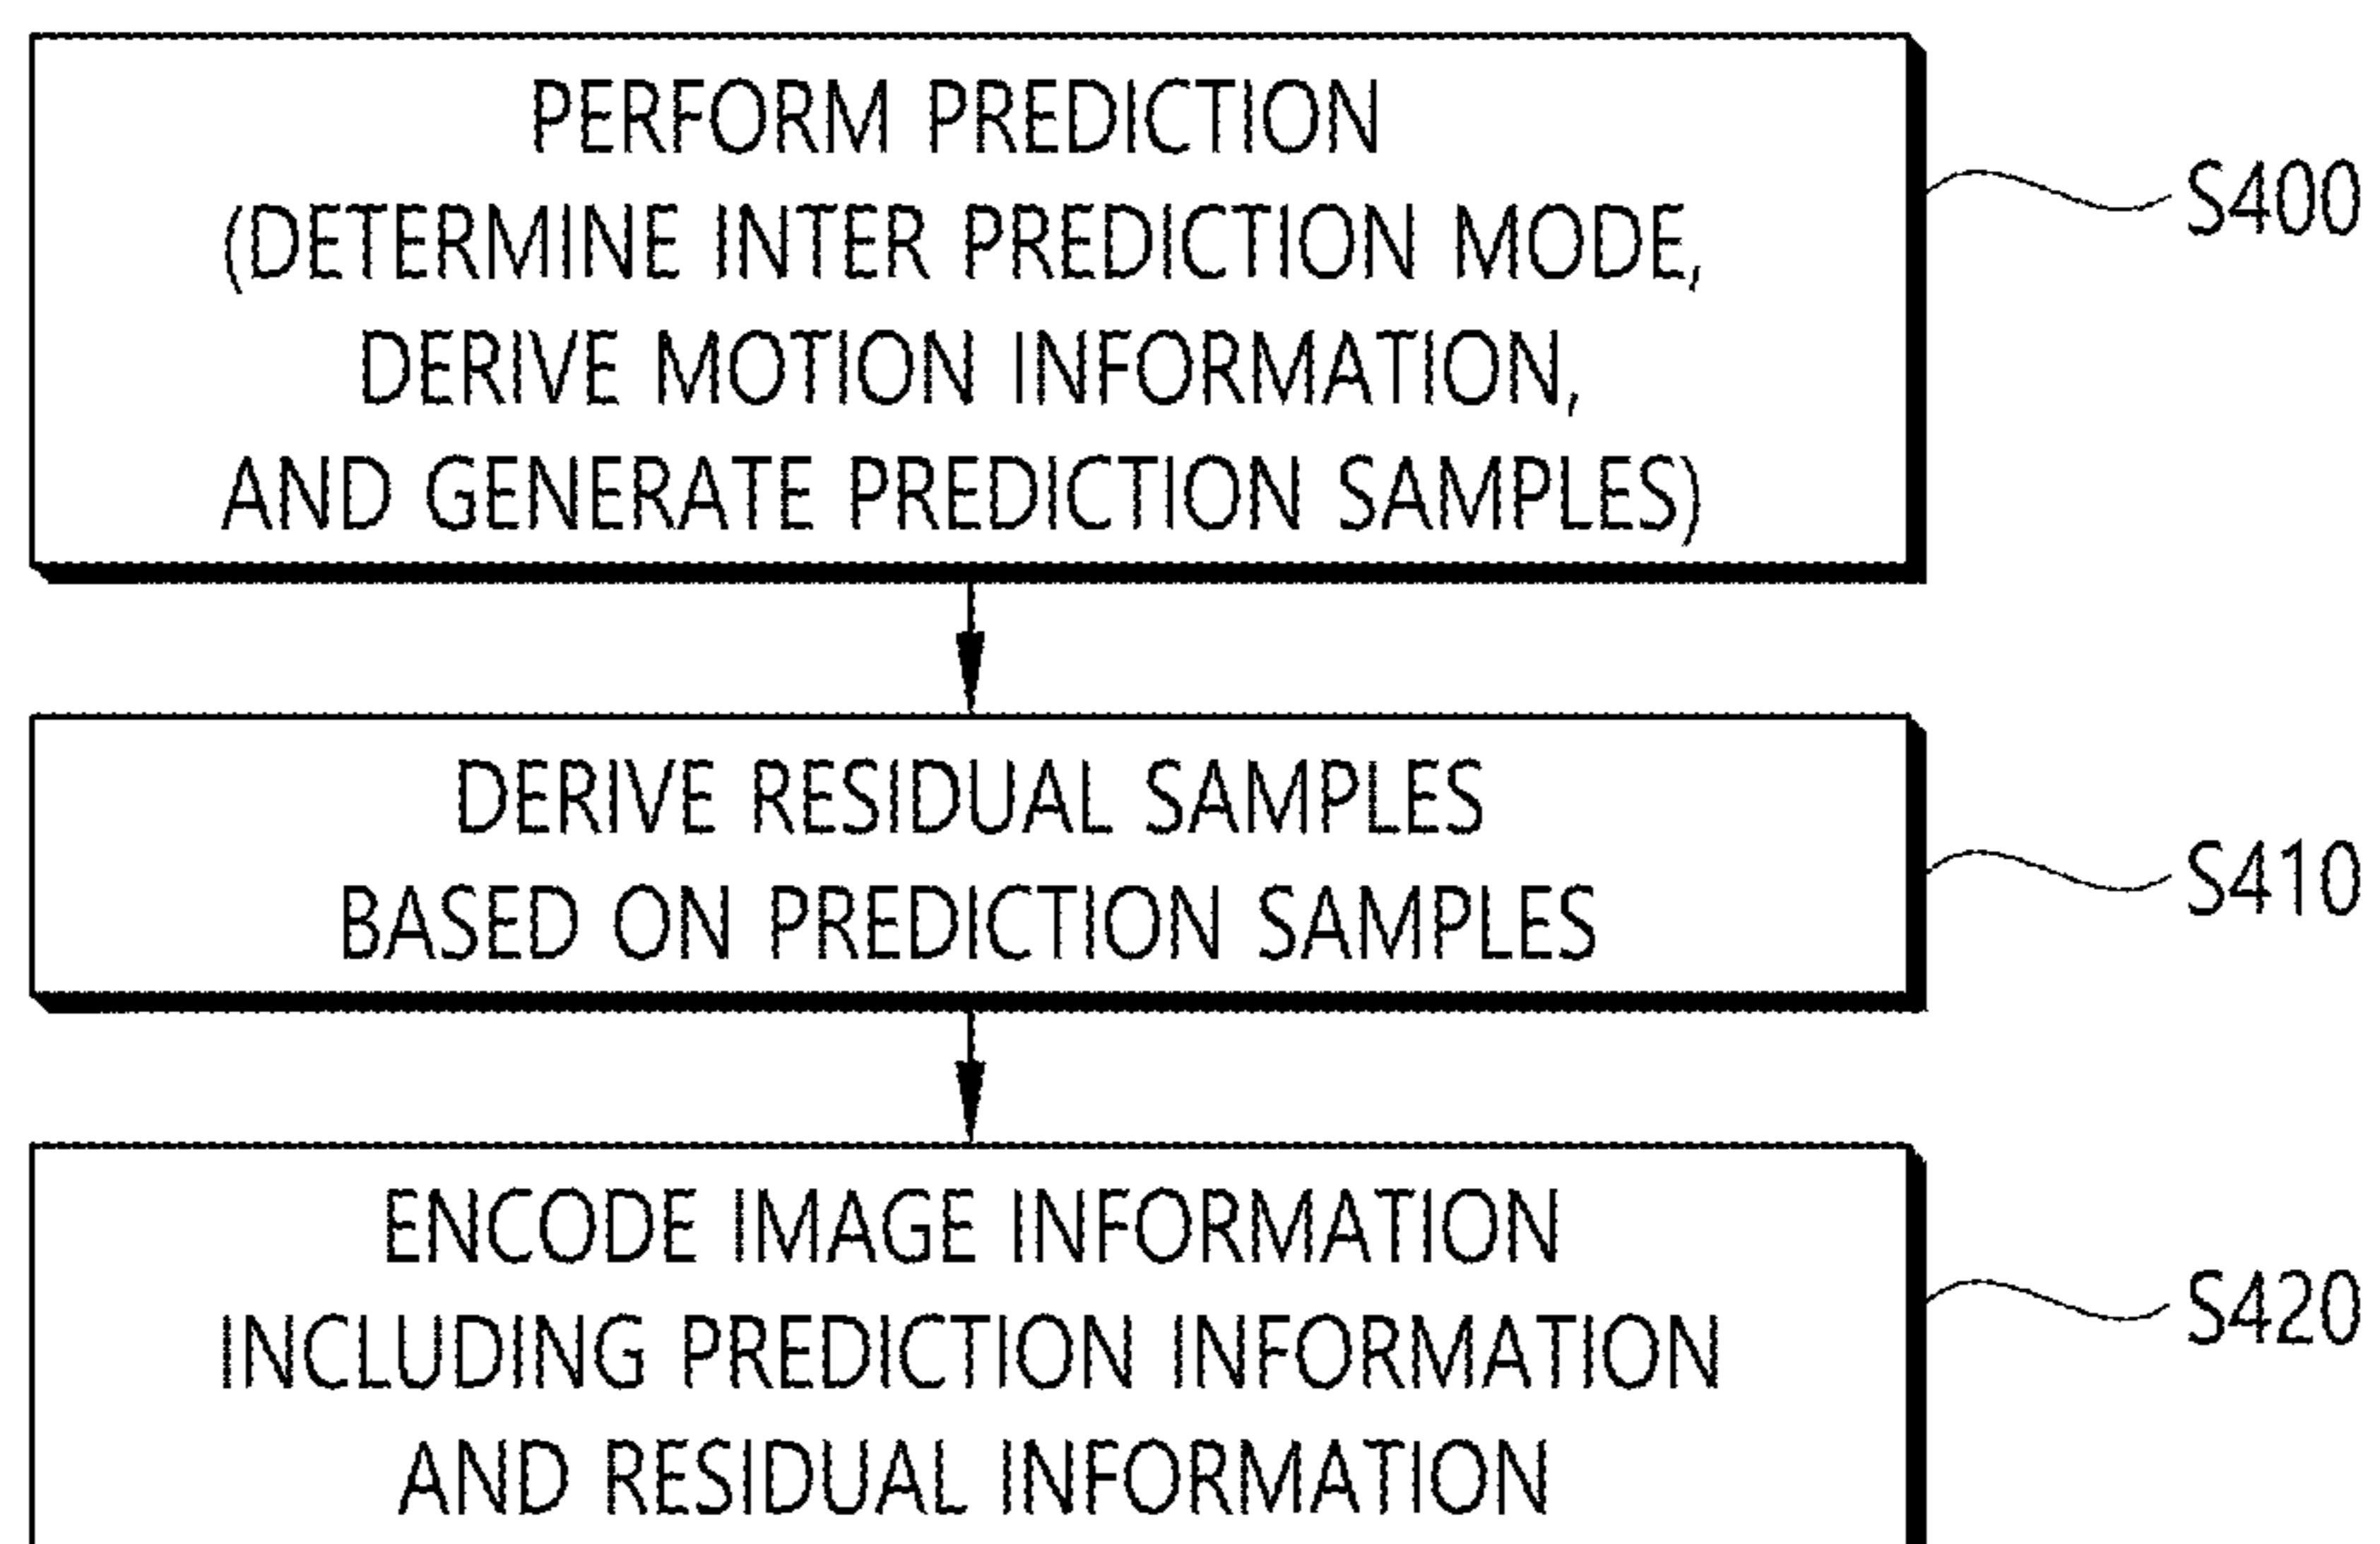 PERFORM PREDICTION
(DETERMINE INTER PREDICTION MODE,
DERIVE MOTION INFORMATION,
AND GENERATE PREDICTION SAMPLES)
S400
DERIVE RESIDUAL SAMPLES
BASED ON PREDICTION SAMPLES
S410
ENCODE IMAGE INFORMATION
INCLUDING PREDICTION INFORMATION
AND RESIDUAL INFORMATION
S420